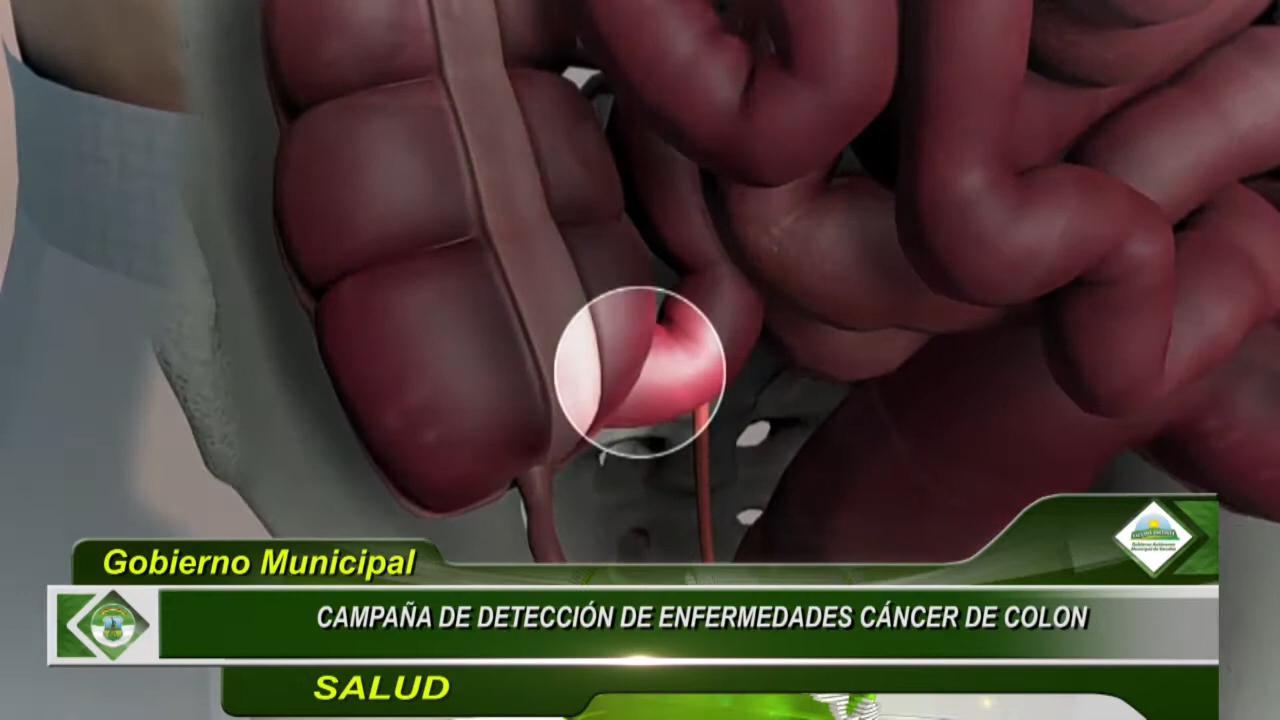 Gobierno Municipal
CAMPAÑA DE DETECCIÓN DE ENFERMEDADES CÁNCER DE COLON
SALUD